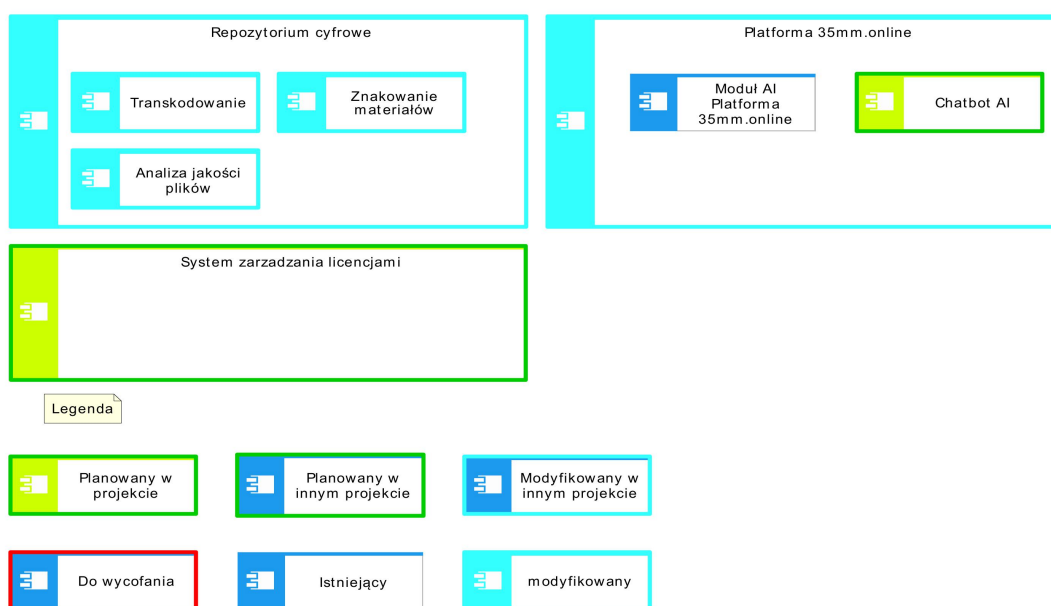 Repozytorium cyfrowe
Transkodowanie
Znakowanie
materiałów
Analiza jakości
plików
Platforma 35mm.online
Moduł AI
Platforma
35mm.online
Chatbot AI
System zarzadzania licencjami
Legenda
Planowany w
projekcie
Planowany w
innym projekcie
Modyfikowany w
innym projekcie
Do wycofania
Istniejący
modyfikowany